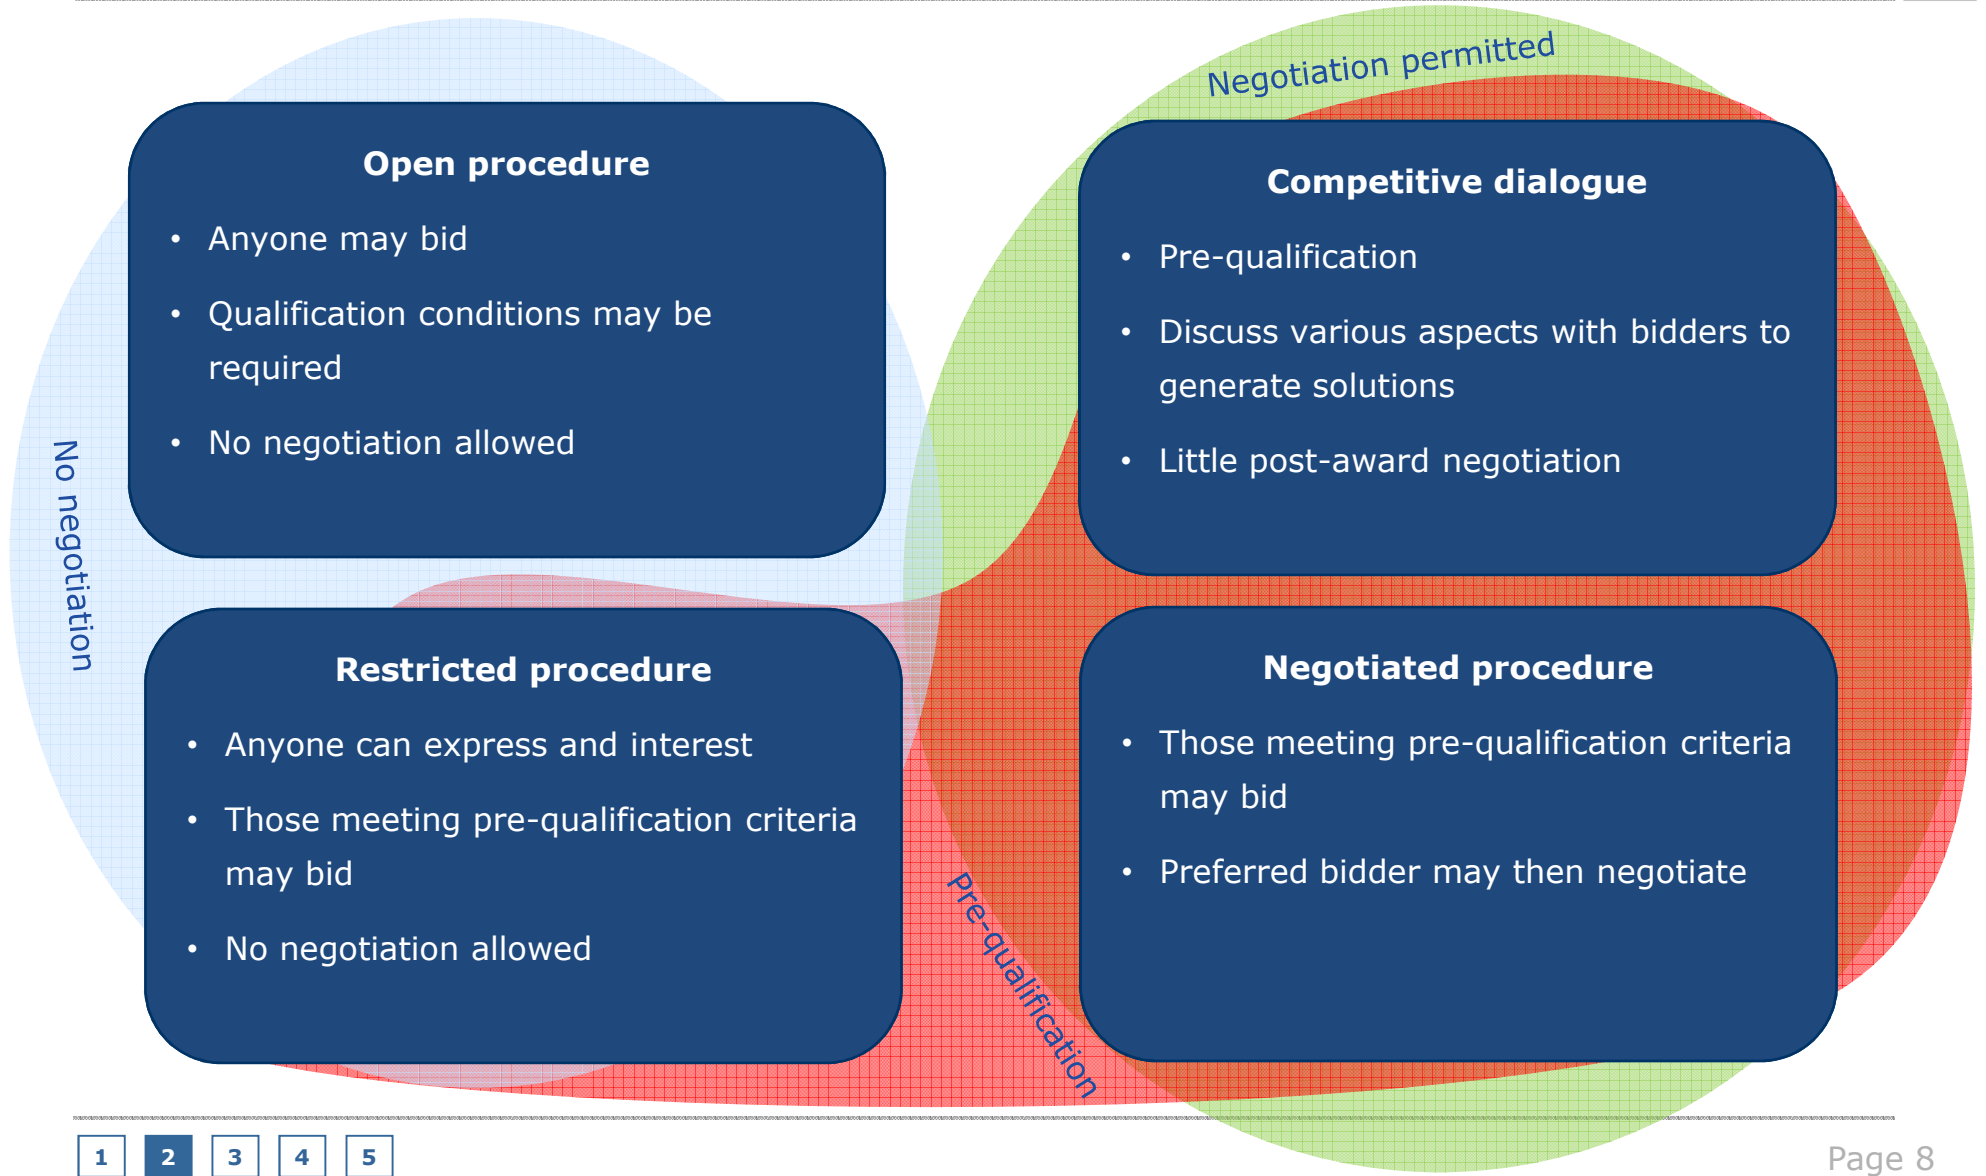 Negotiation permitted
No negotiation
Open procedure
• Anyone may bid
• Qualification conditions may be
required
• No negotiation allowed
Competitive dialogue
• Pre-qualification
• Discuss various aspects with bidders to
generate solutions
• Little post-award negotiation
Restricted procedure
• Anyone can express and interest
• Those meeting pre-qualification criteria
may bid
• No negotiation allowed
Pre-qualification
Negotiated procedure
• Those meeting pre-qualification criteria
may bid
• Preferred bidder may then negotiate
1 2 3 4 5
Page 8